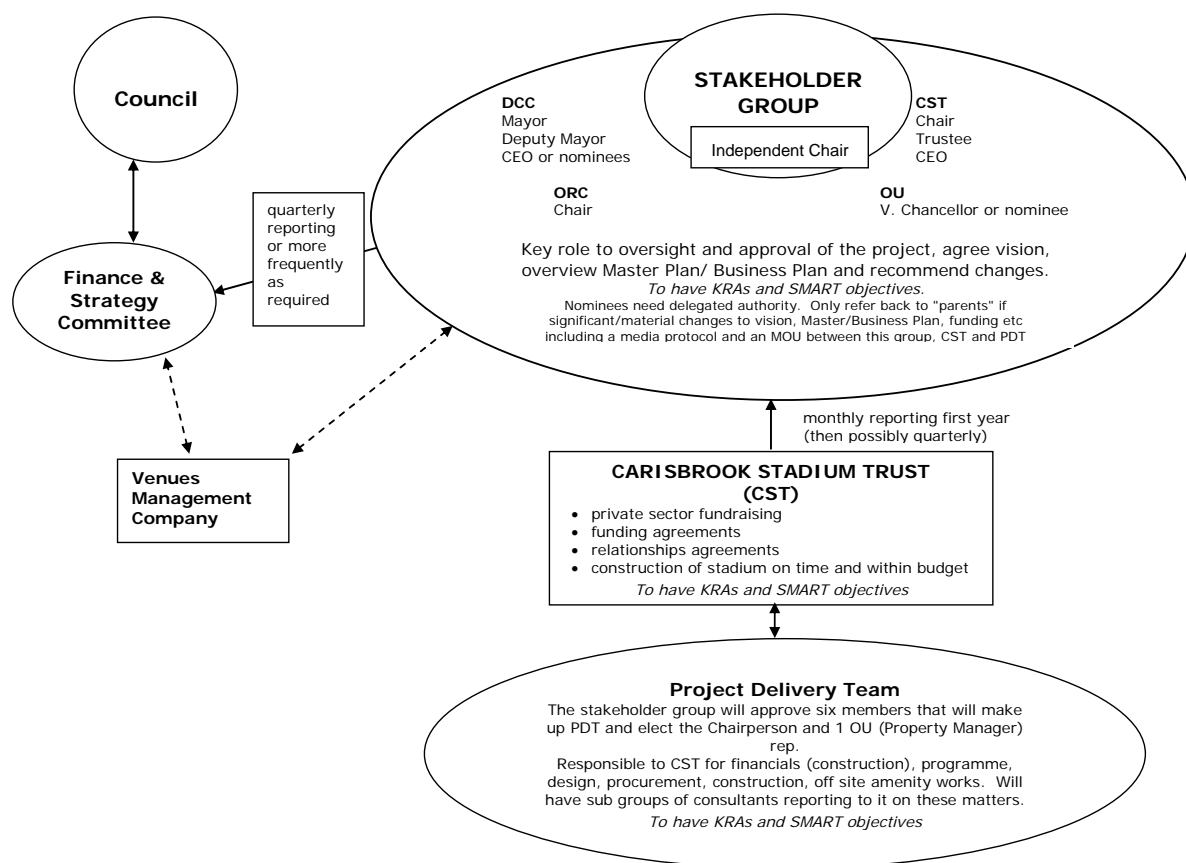 Council
STAKEHOLDER
GROUP
Independent Chair
DCC
Mayor
Deputy Mayor
CEO or nominees
CST
Chair
Trustee
CEO
ORC
Chair
OU
V. Chancellor or nominee
Key role to oversight and approval of the project, agree vision,
overview Master Plan/ Business Plan and recommend changes.
To have KRAs and SMART objectives.
Nominees need delegated authority. Only refer back to "parents" if
significant/material changes to vision, Master/Business Plan, funding etc
including a media protocol and an MOU between this group, CST and PDT
quarterly
reporting
or more
frequently
as
required
Finance &
Strategy
Committee
Venues
Management
Company
monthly reporting first year
(then possibly quarterly)
CARISBROOK STADIUM TRUST
(CST)
• private sector fundraising
• funding agreements
• relationships agreements
• construction of stadium on time and within budget
To have KRAs and SMART objectives
Project Delivery Team
The stakeholder group will approve six members that will make
up PDT and elect the Chairperson and 1 OU (Property Manager)
rep.
Responsible to CST for financials (construction), programme,
design, procurement, construction, off site amenity works. Will
have sub groups of consultants reporting to it on these matters.
To have KRAs and SMART objectives